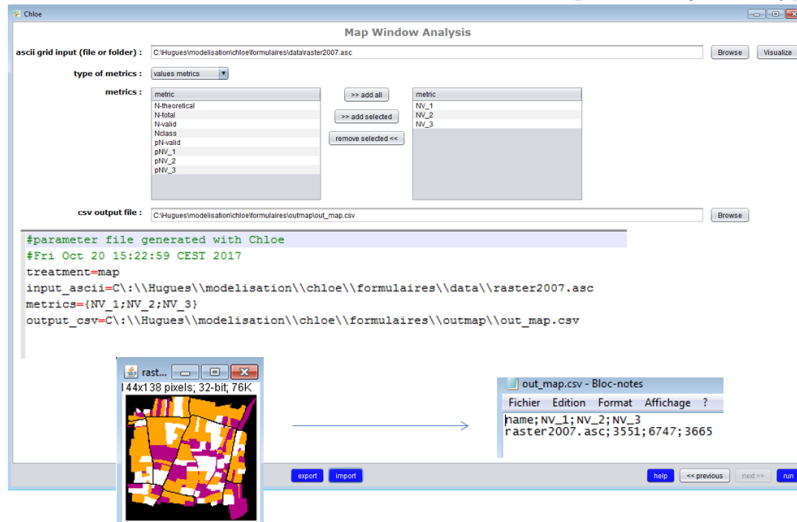 Chloe
Map Window Analysis
ascii grid input (file or folder) : C:\Hugues\modelisation\chloe\formulaires\data\raster2007.asc Browse Visualize
type of metrics : values metrics
metrics : metric >> add all metric
N-theoretical NV_1
N-total >> add selected NV_2
N-valid NV_3
Nclass remove selected <<
pN-valid
pNV_1
pNV_2
pNV_3
csv output file : C:\Hugues\modelisation\chloe\formulaires\outmap\out_map.csv Browse
#parameter file generated with Chloe
#Fri Oct 20 15:22:59 CEST 2017
treatment=map
input_ascii=C\:\\Hugues\\modelisation\\chloe\\formulaires\\data\\raster2007.asc
metrics={NV_1;NV_2;NV_3}
output_csv=C\:\\Hugues\\modelisation\\chloe\\formulaires\\outmap\\out_map.csv
rast...
144x138 pixels; 32-bit; 76K
out_map.csv - Bloc-notes
Fichier Edition Format Affichage ?
name;NV_1;NV_2;NV_3
raster2007.asc;3551;6747;3665
export import help << previous next >> run